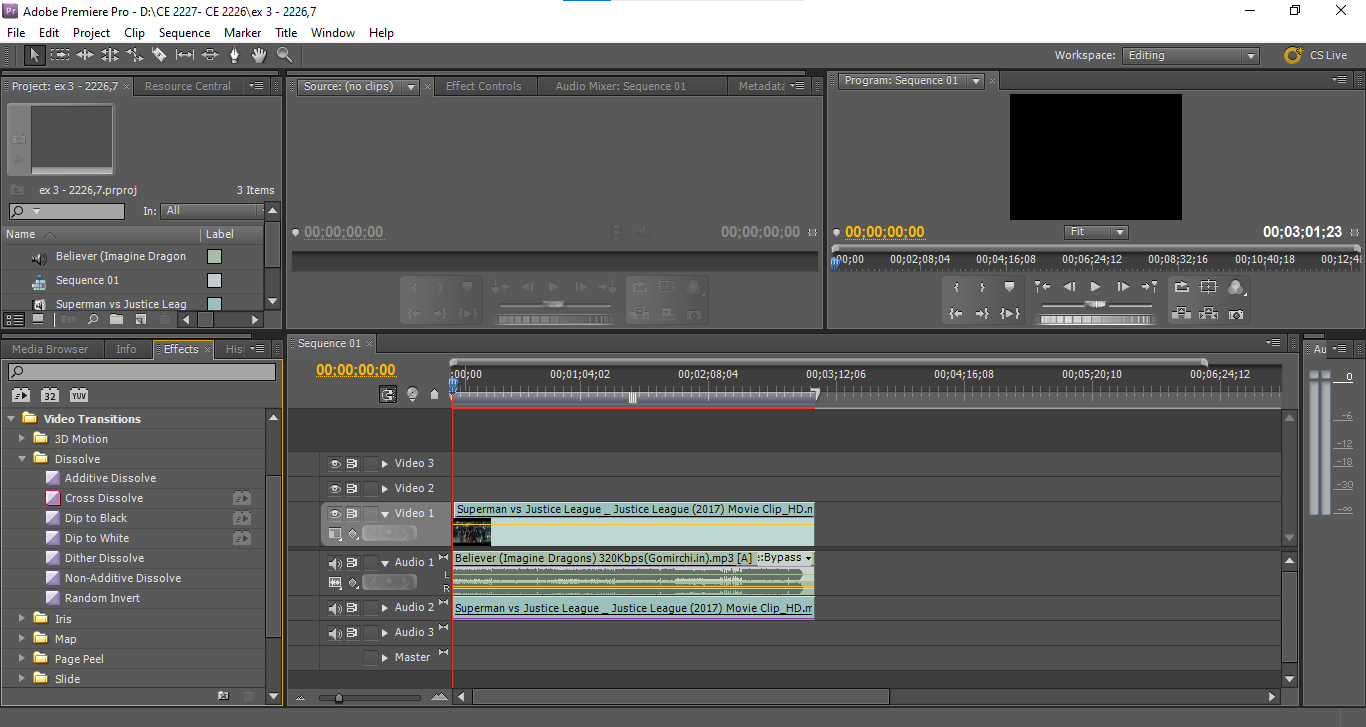 Adobe Premiere Pro - D:\CE 2227- CE 2226\ex 3 - 2226,7
File Edit Project Clip Sequence Marker Title Window Help
Workspace: Editing CS Live
Project: ex 3 - 2226,7 Resource Central
Source: (no clips) Effect Controls Audio Mixer: Sequence 01 Metadata
Program: Sequence 01
ex 3 - 2226,7.prproj 3 Items
In: All
Name Label
Believer (Imagine Dragon
Sequence 01
Superman vs Justice Leag
00;00;00;00 00;00;00;00
00;00;00;00 Fit 00;03;01;23
00;00 00;02;08;04 00;04;16;08 00;06;24;12 00;08;32;16 00;10;40;18 00;12;48
Media Browser Info Effects His
32 YUV
Video Transitions
3D Motion
Dissolve
Additive Dissolve
Cross Dissolve
Dip to Black
Dip to White
Dither Dissolve
Non-Additive Dissolve
Random Invert
Iris
Map
Page Peel
Slide
Sequence 01
00:00:00:00
;00;00 00;01;04;02 00;02;08;04 00;03;12;06 00;04;16;08 00;05;20;10 00;06;24;12
Video 3
Video 2
Video 1 Superman vs Justice League _ Justice League (2017) Movie Clip_HD.m
Audio 1 Believer (Imagine Dragons) 320Kbps(Gomirchi.in).mp3 [A] ::Bypass
L
R
Audio 2 Superman vs Justice League _ Justice League (2017) Movie Clip_HD.m
Audio 3
Master
Au
0
-6
-12
-18
-30
-∞